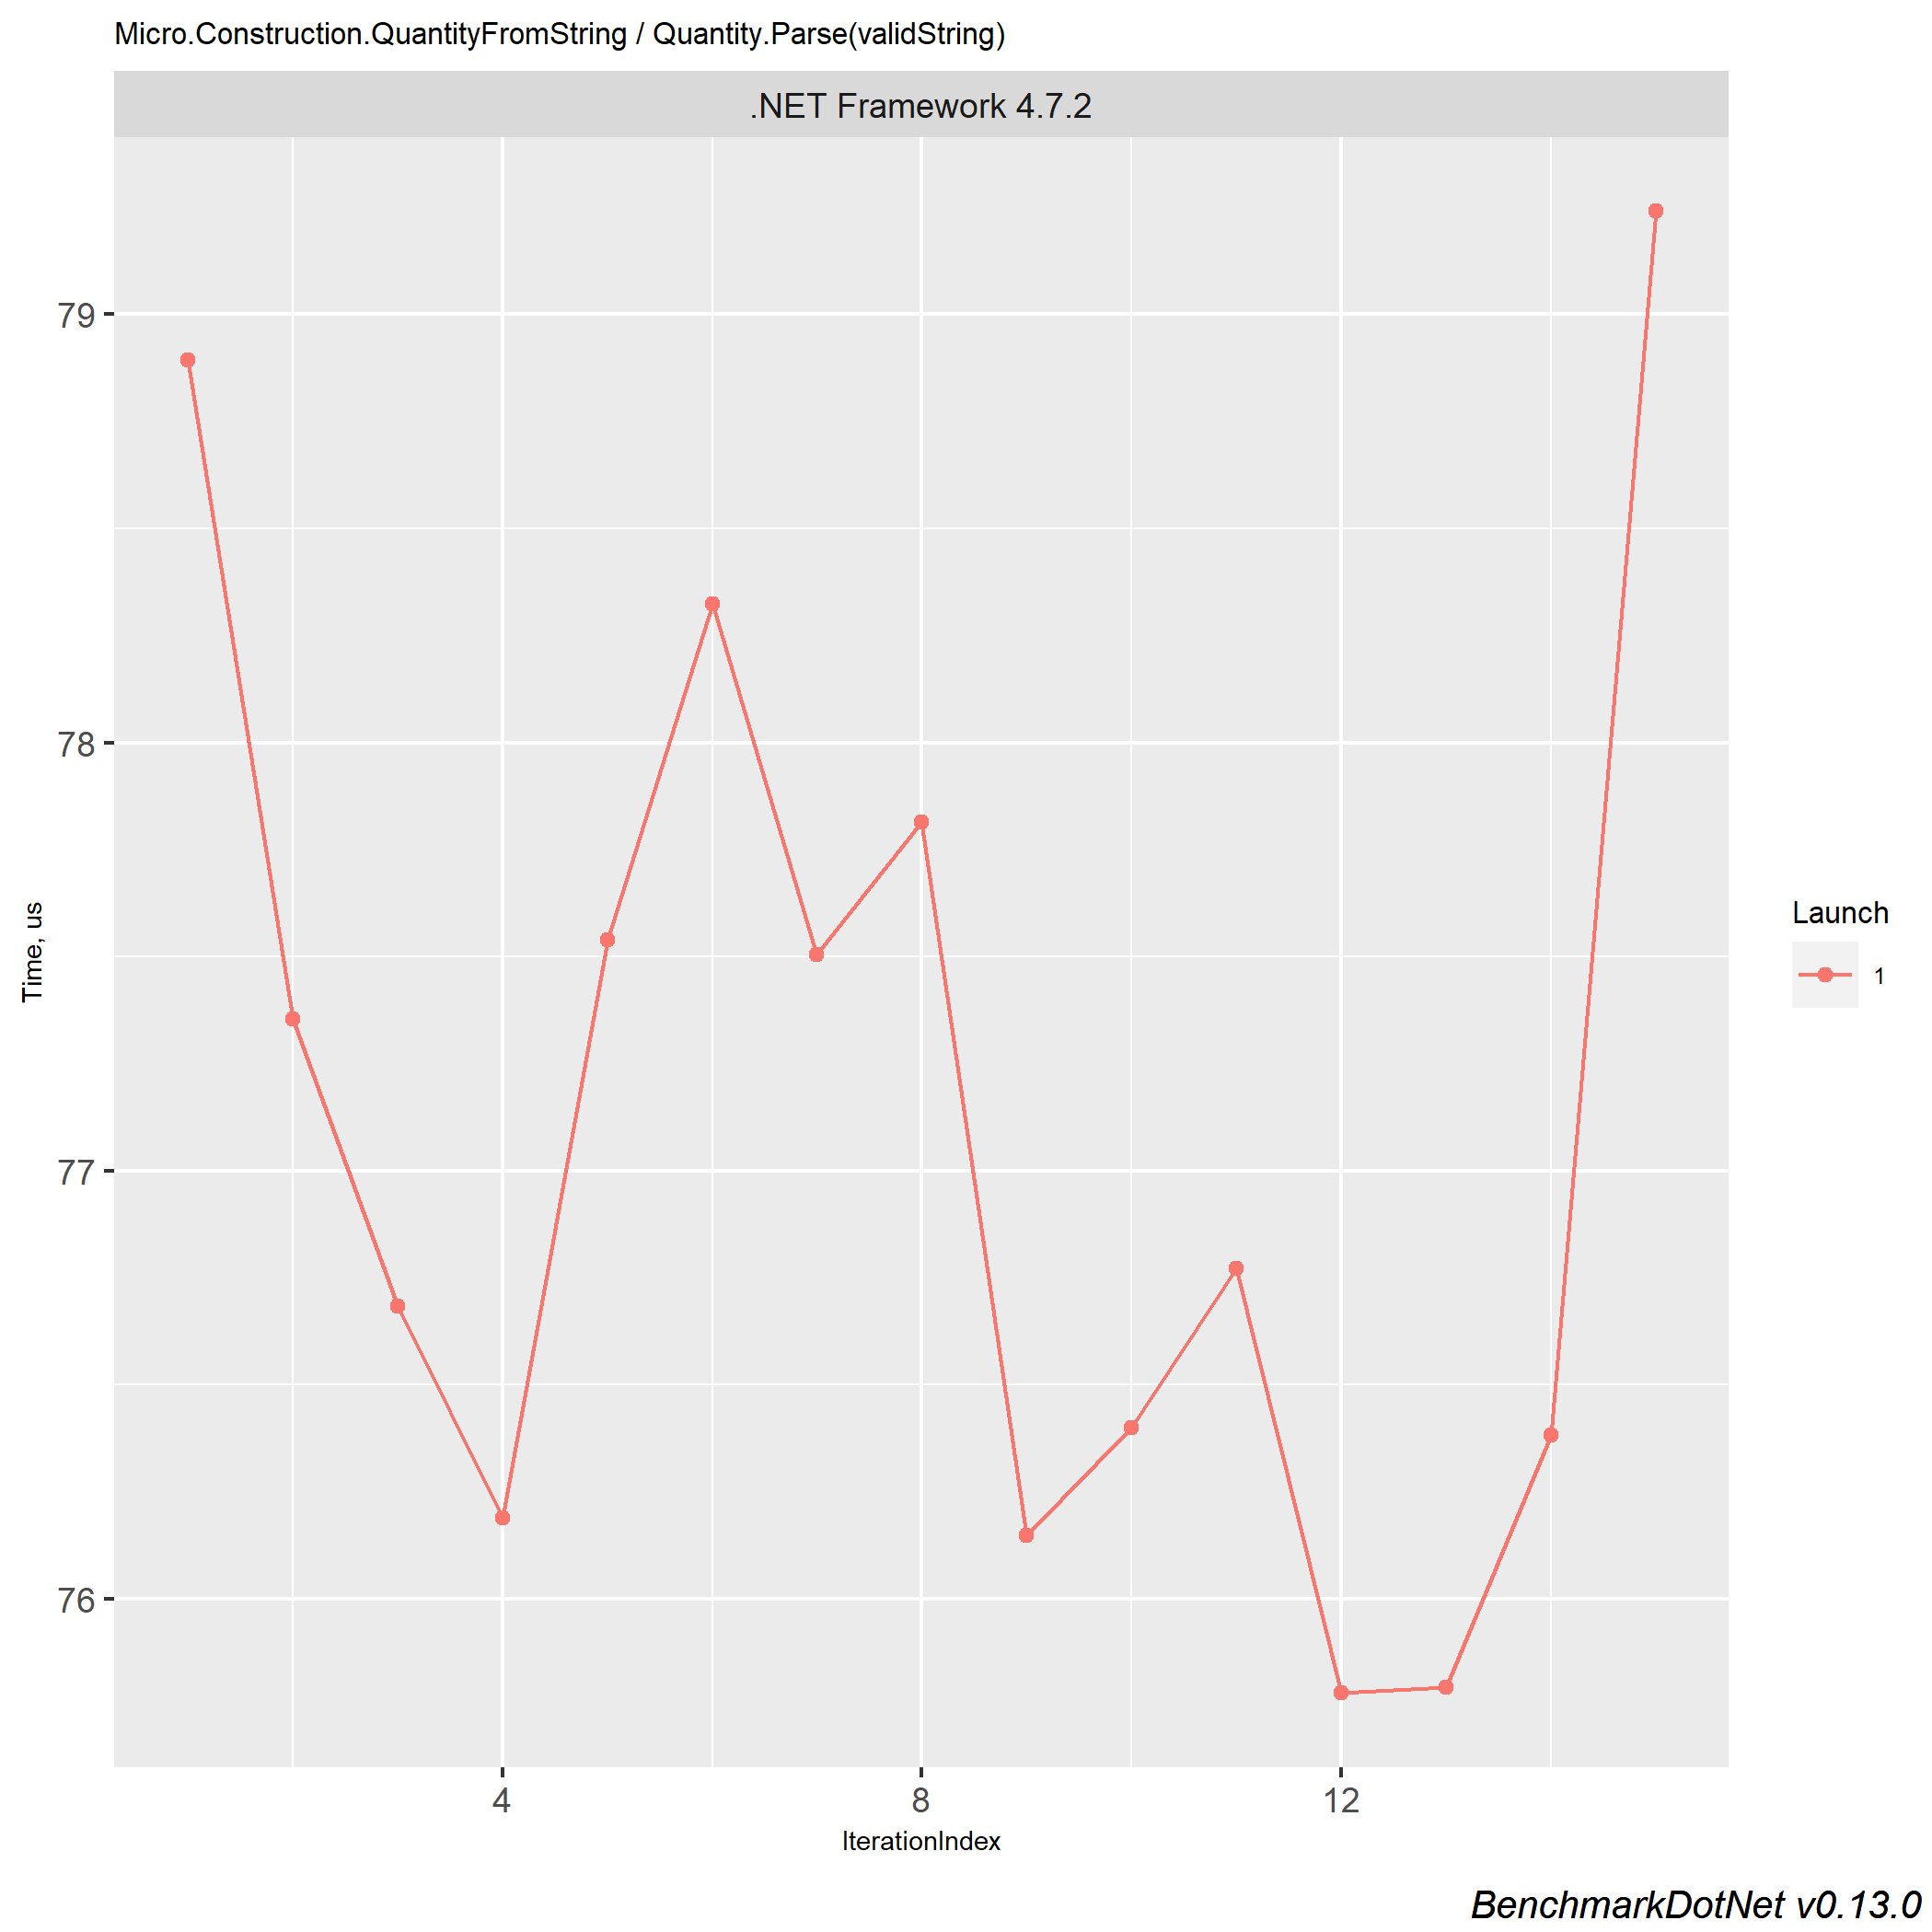 Micro.Construction.QuantityFromString / Quantity.Parse(validString)
.NET Framework 4.7.2
79
78
77
76
Time, us
4 8 12
IterationIndex
Launch
1
BenchmarkDotNet v0.13.0